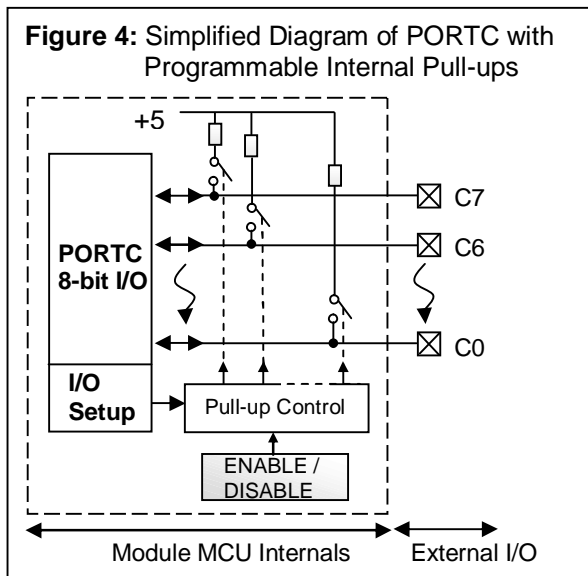 Figure 4: Simplified Diagram of PORTC with
Programmable Internal Pull-ups
+5
C7
PORTC
8-bit I/O
C6
C0
I/O
Setup
Pull-up Control
ENABLE /
DISABLE
Module MCU Internals
External I/O